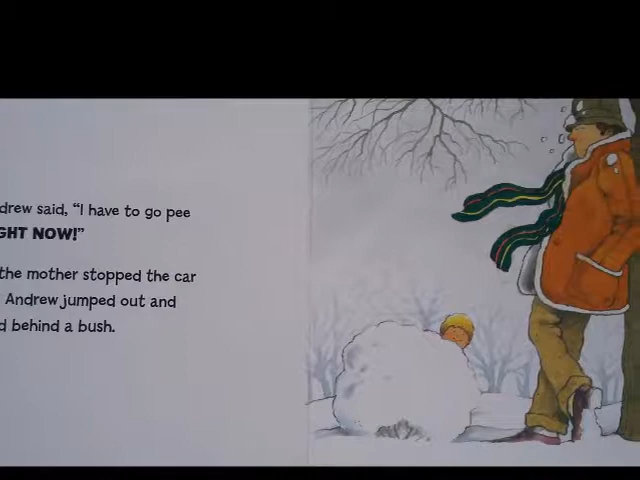 drew said, "I have to go pee
GHT NOW!"
the mother stopped the car
Andrew jumped out and
d behind a bush.